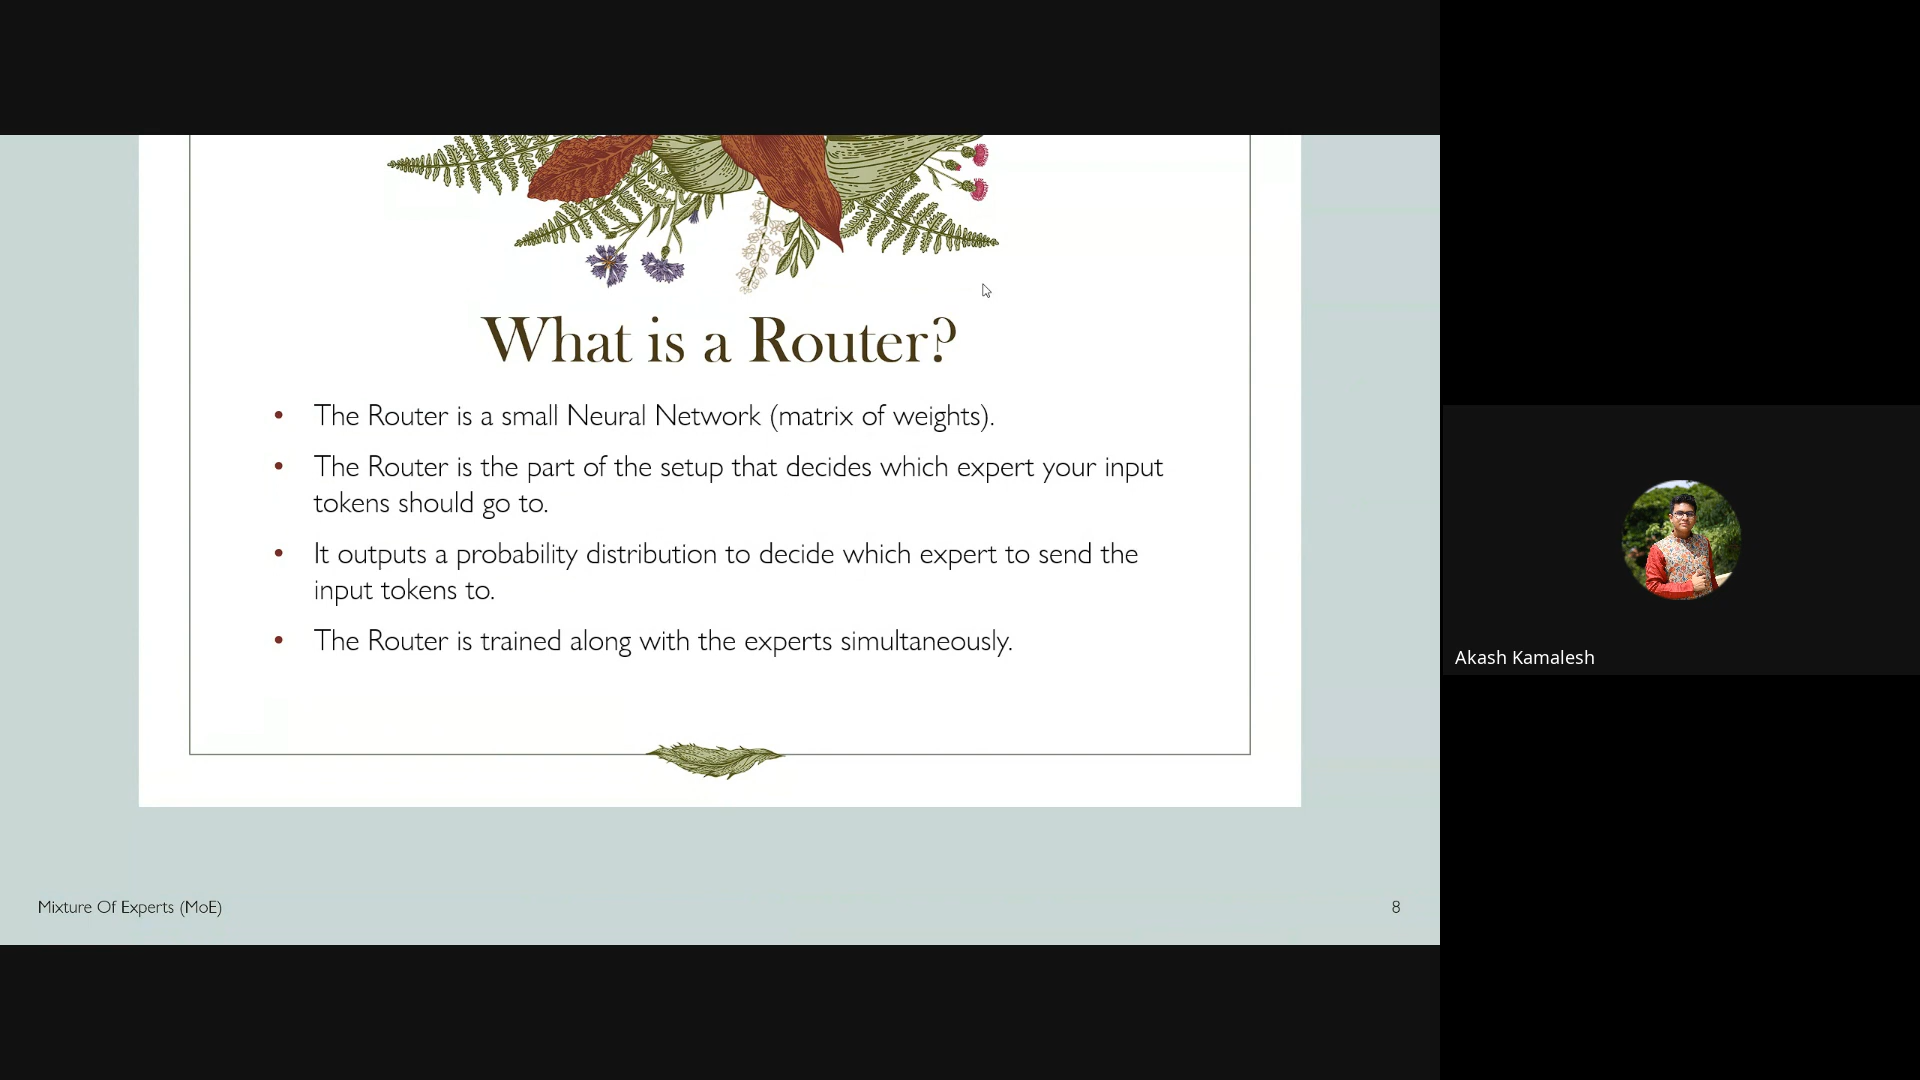 What is a Router?
• The Router is a small Neural Network (matrix of weights).
• The Router is the part of the setup that decides which expert your input
tokens should go to.
• It outputs a probability distribution to decide which expert to send the
input tokens to.
• The Router is trained along with the experts simultaneously.
Mixture Of Experts (MoE)
8
Akash Kamalesh